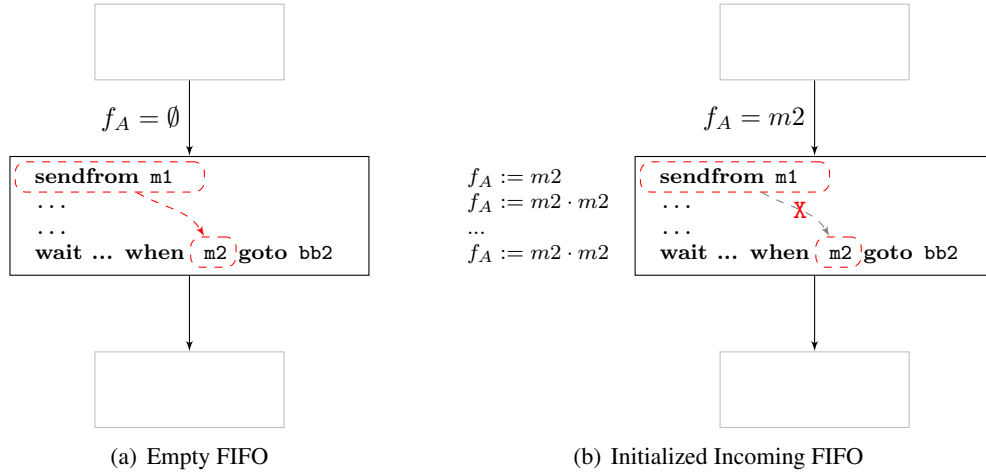 f_A = ∅
sendfrom m1
...
...
wait ... when m2 goto bb2
(a) Empty FIFO
f_A = m2
f_A := m2
f_A := m2 · m2
...
f_A := m2 · m2
sendfrom m1
...
X
...
wait ... when m2 goto bb2
(b) Initialized Incoming FIFO